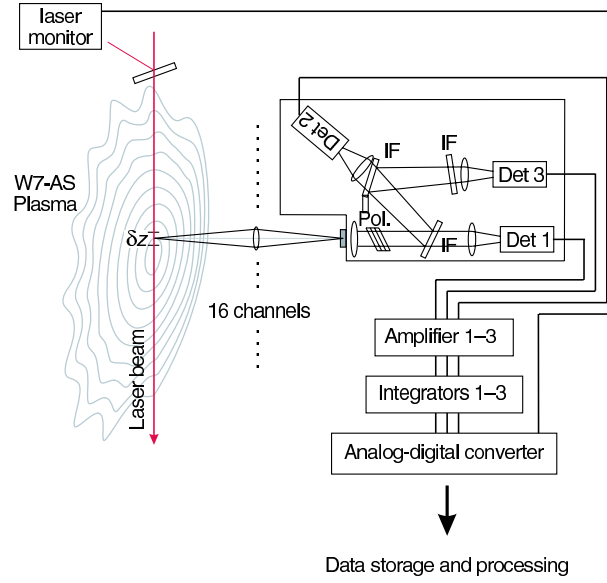 laser
monitor
W7-AS
Plasma
δz
Laser beam
16 channels
Det 2
IF
IF
Det 3
Pol.
IF
Det 1
Amplifier 1–3
Integrators 1–3
Analog-digital converter
Data storage and processing